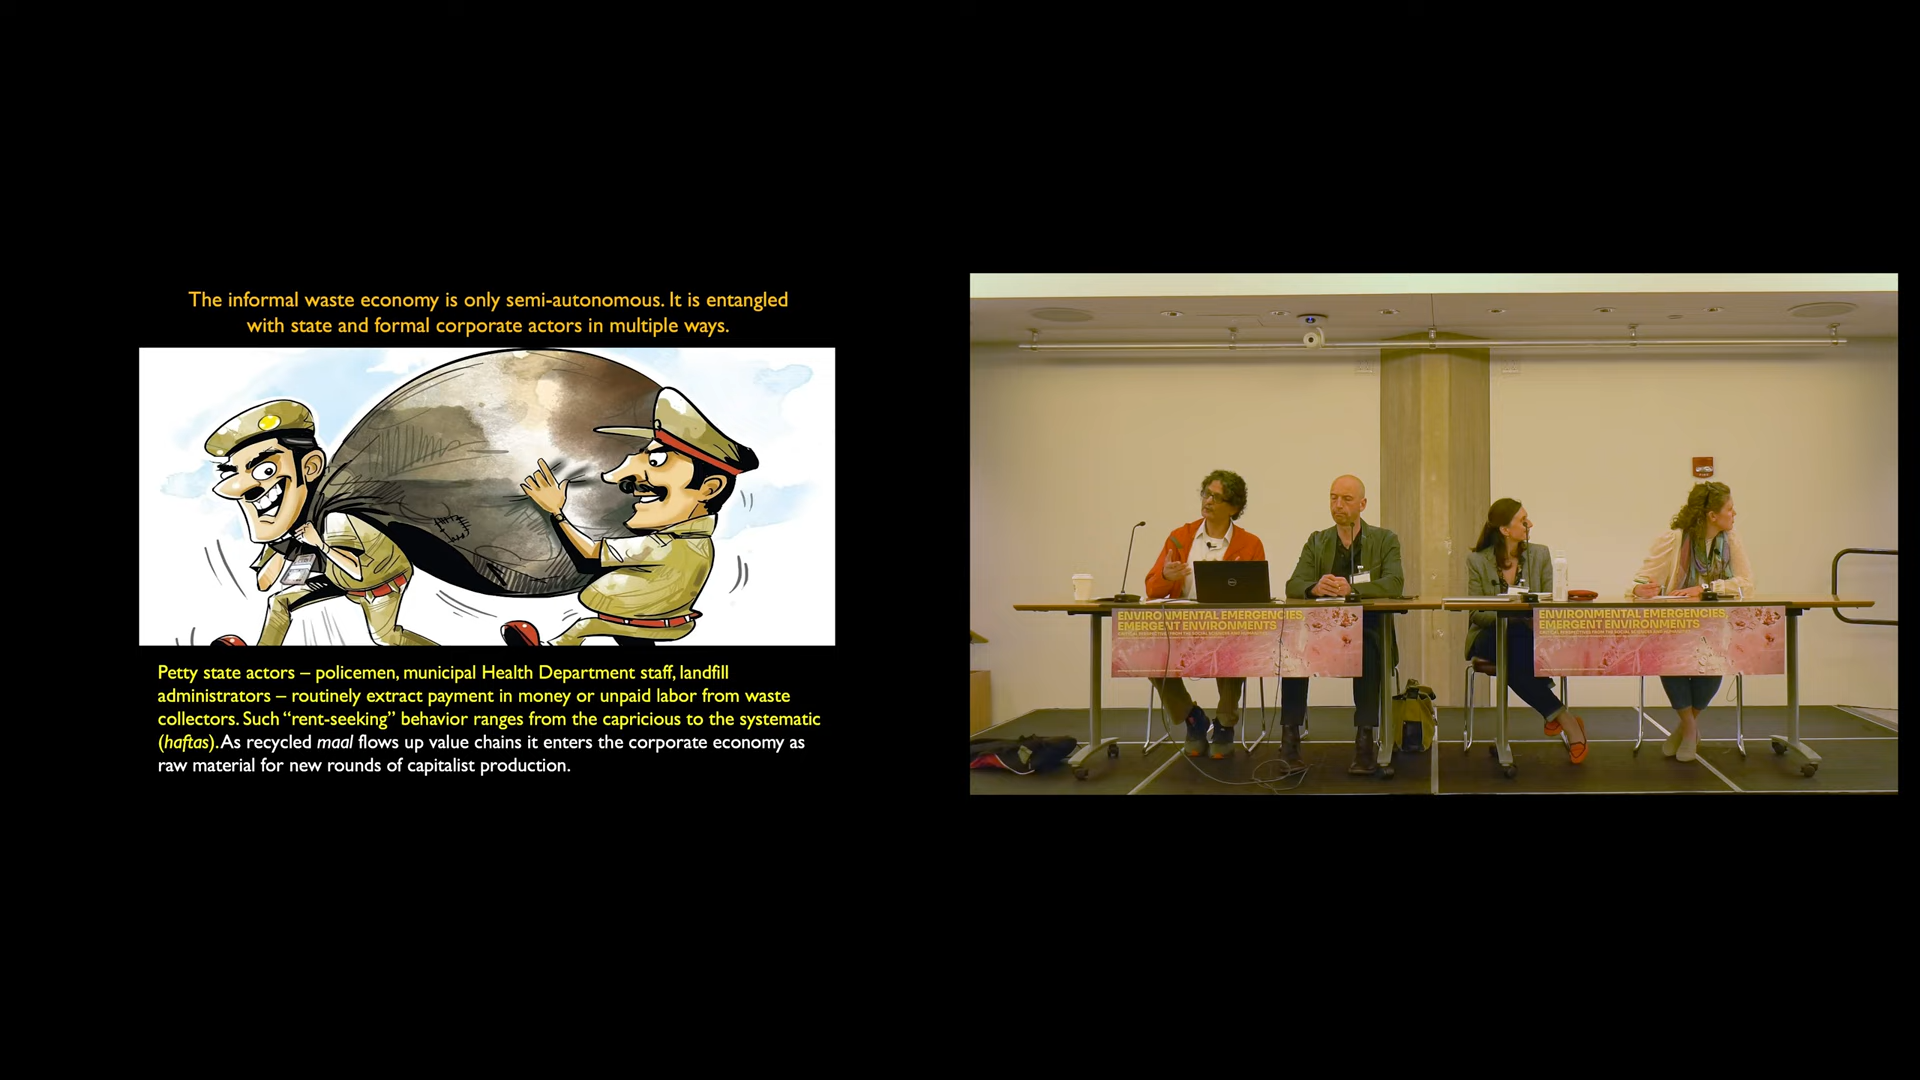 The informal waste economy is only semi-autonomous. It is entangled
with state and formal corporate actors in multiple ways.
Petty state actors – policemen, municipal Health Department staff, landfill
administrators – routinely extract payment in money or unpaid labor from waste
collectors. Such “rent-seeking” behavior ranges from the capricious to the systematic
(haftas). As recycled maal flows up value chains it enters the corporate economy as
raw material for new rounds of capitalist production.
ENVIRONMENTAL EMERGENCIES
EMERGENT ENVIRONMENTS
ENVIRONMENTAL EMERGENCIES
EMERGENT ENVIRONMENTS